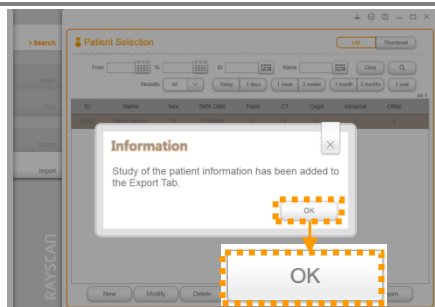 > Search
Patient Selection
List
Thumbnail
From
To
ID
Name
Clear
Modality
All
Today
3 days
1 week
2 weeks
1 month
3 months
1 year
All 1
ID
Name
Sex
Birth Date
Pano
CT
Ceph
Intraoral
Other
Export
Import
Information
Study of the patient information has been added to
the Export Tab.
OK
OK
New
Modify
Delete
RAYSCAN